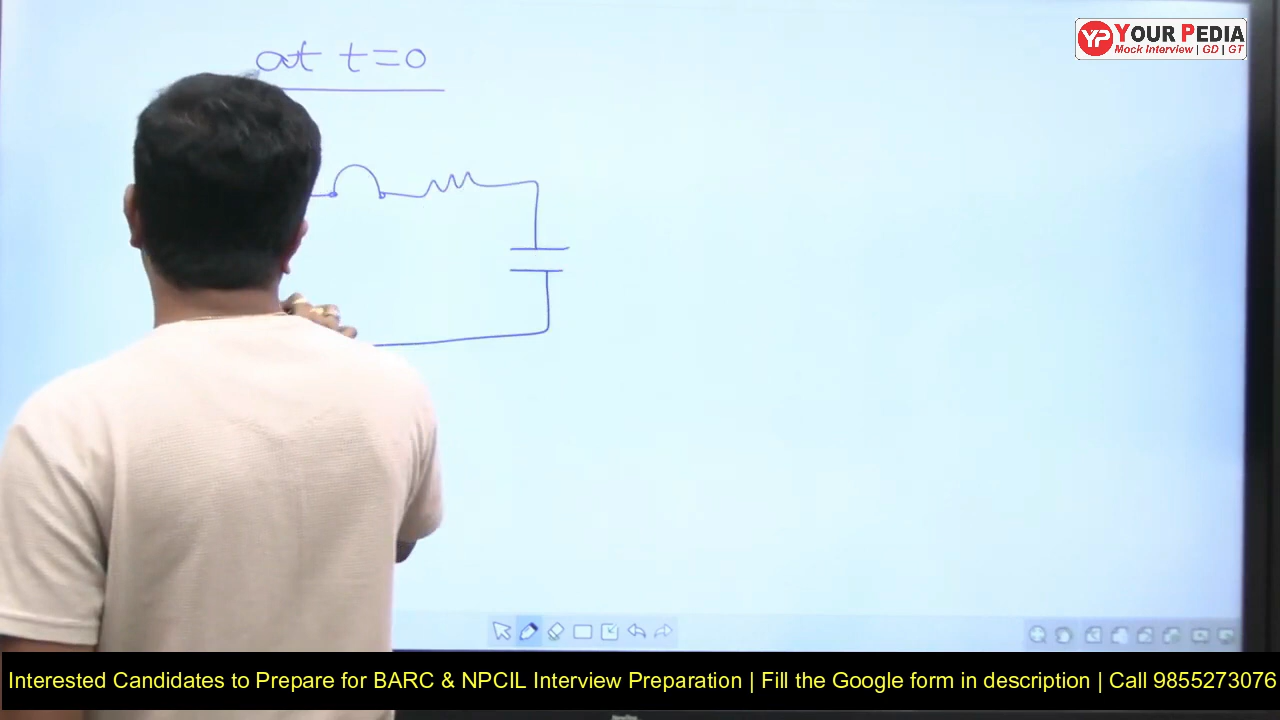 YP YOUR PEDIA
Mock Interview | GD | GT
at t=0
Interested Candidates to Prepare for BARC & NPCIL Interview Preparation | Fill the Google form in description | Call 9855273076